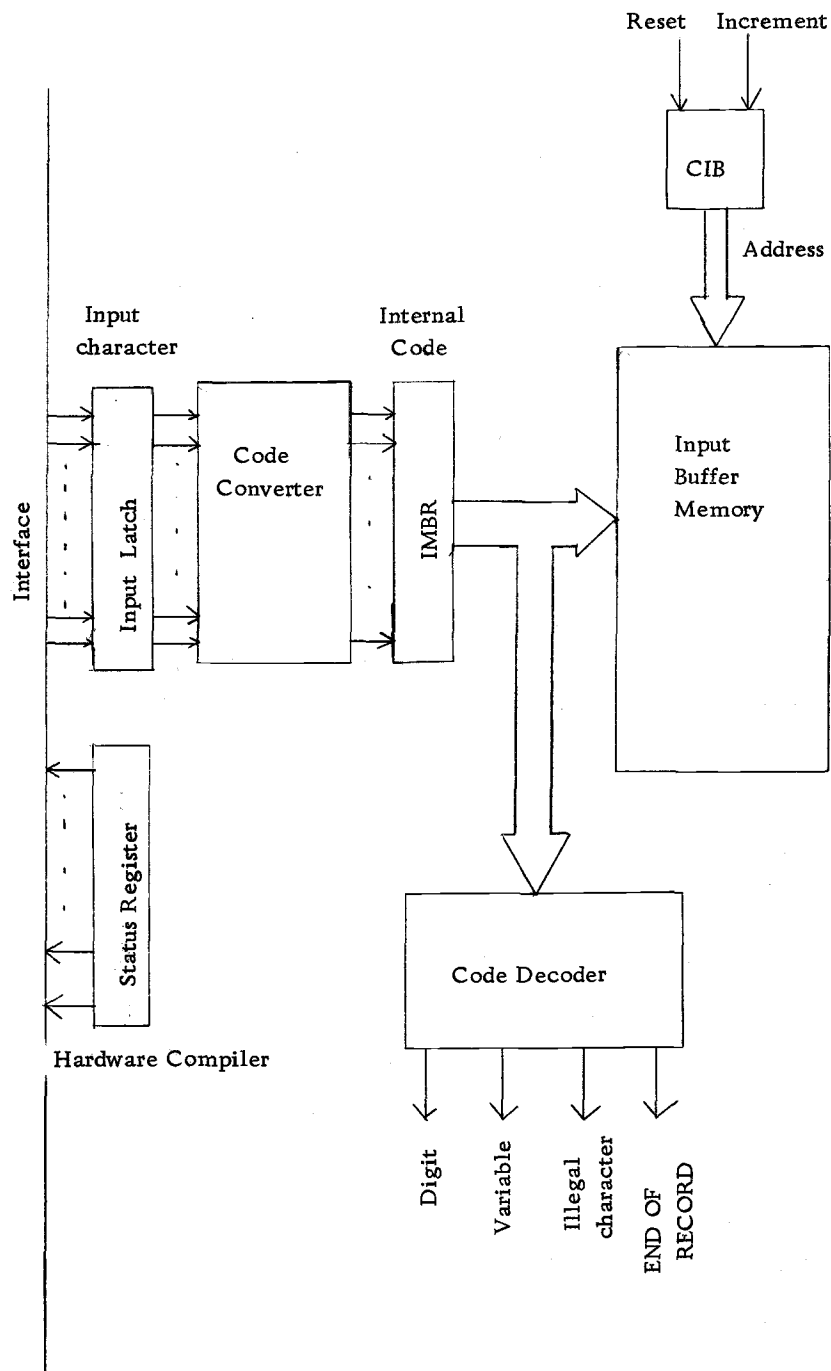 Reset
Increment
CIB
Address
Input
character
Internal
Code
Interface
Input Latch
Code
Converter
IMBR
Input
Buffer
Memory
Status Register
Code Decoder
Hardware Compiler
Digit
Variable
Illegal
character
END OF
RECORD